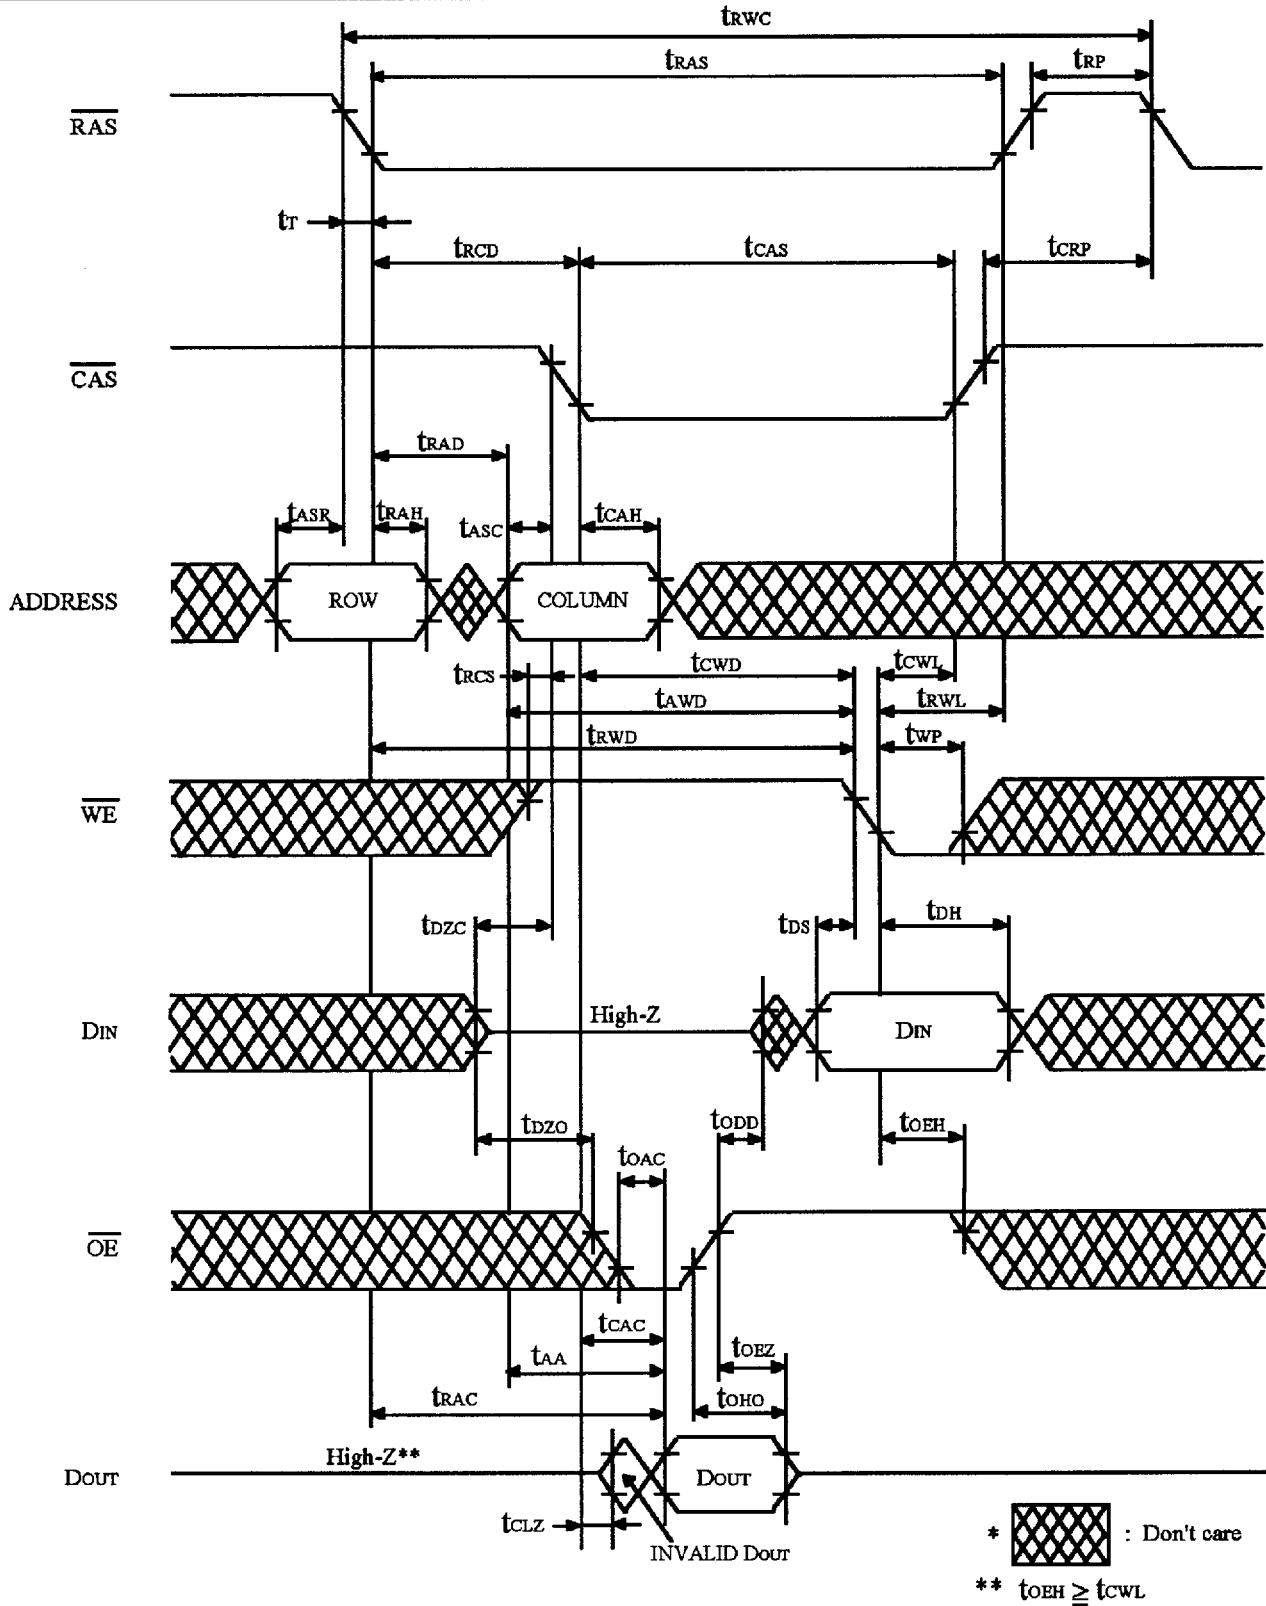 tRWC
tRAS
tRP
RAS
tT
tRCD
tCAS
tCRP
CAS
tRAD
tASR
tRAH
tASC
tCAH
ADDRESS
ROW
COLUMN
tRCS
tCWD
tCWL
tAWD
tRWL
tRWD
tWP
WE
tDZC
tDS
tDH
DIN
High-Z
DIN
tDZO
tODD
tOEH
tOAC
OE
tCAC
tOEZ
tAA
tOHO
tRAC
High-Z**
DOUT
DOUT
tCLZ
INVALID DOUT
* : Don't care
** tOEH ≧ tCWL